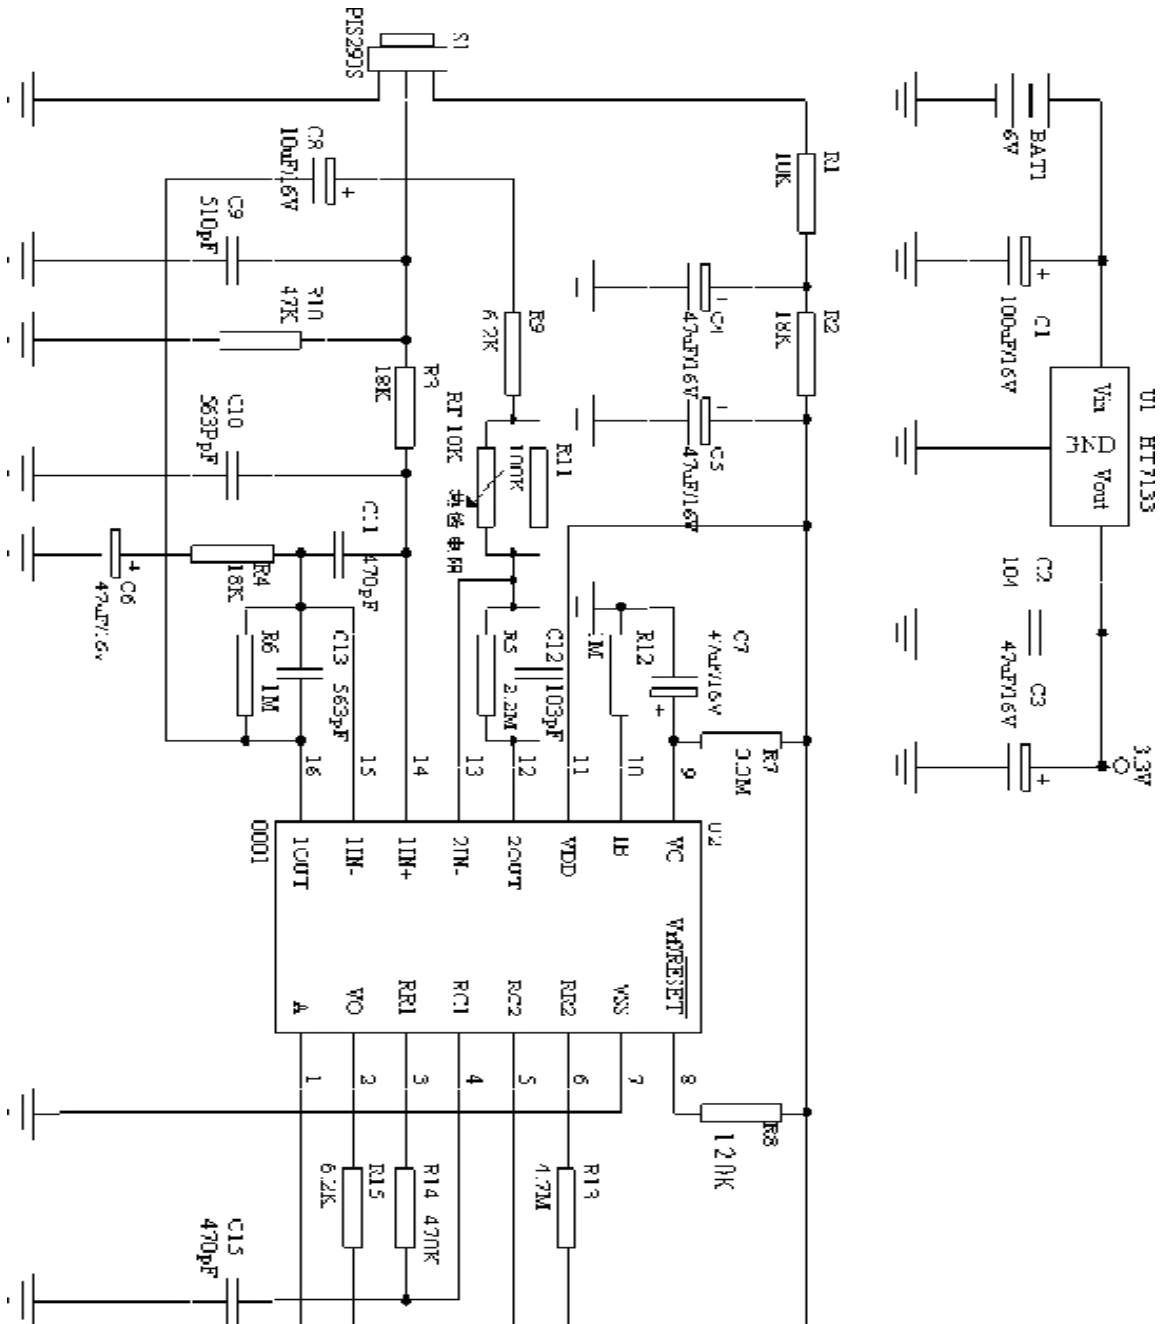 PIS290S
S1
C8
10uF/16V
BAT1
6V
R1
10K
C9
510pF
R10
47K
C4
47uF/16V
R2
18K
C1
100uF/16V
R9
6.2K
R3
18K
C10
563PpF
RT 10K
热敏电阻
R11
100K
C5
47uF/16V
U1 HT7133
Vin
GND
Vout
C11
470pF
R4
18K
C6
47uF/16v
C2
104
C3
47uF/16V
3.3V
R6
1M
C13
563pF
R5
2.2M
C12
103pF
R12
1M
C7
47uF/16V
R7
16
15
14
13
12
11
10
9
0001
U2
1OUT
1IN-
1IN+
2IN-
2OUT
VDD
IB
VC
Vref/RESET
A
VO
RR1
RC1
RC2
RR2
VSS
1
2
3
4
5
6
7
8
R8
120K
R15
6.2K
R14
470K
R13
4.7M
C15
470pF